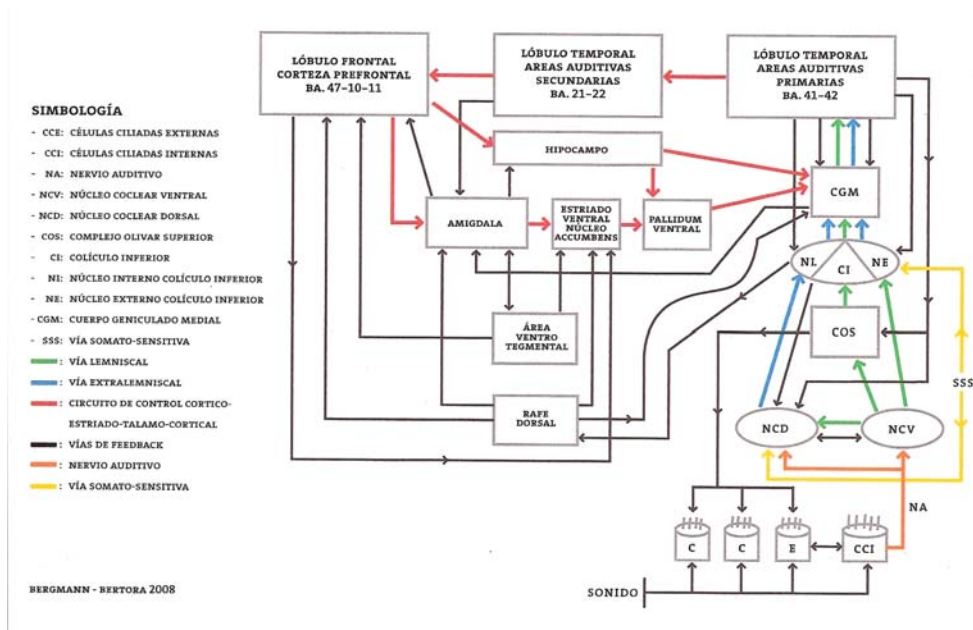 LÓBULO FRONTAL
CORTEZA PREFRONTAL
BA. 47-10-11
LÓBULO TEMPORAL
AREAS AUDITIVAS
SECUNDARIAS
BA. 21-22
LÓBULO TEMPORAL
AREAS AUDITIVAS
PRIMARIAS
BA. 41-42
SIMBOLOGÍA
- CCE: CÉLULAS CILIADAS EXTERNAS
- CCI: CÉLULAS CILIADAS INTERNAS
- NA: NERVIO AUDITIVO
- NCV: NÚCLEO COCLEAR VENTRAL
- NCD: NÚCLEO COCLEAR DORSAL
- COS: COMPLEJO OLIVAR SUPERIOR
- CI: COLÍCULO INFERIOR
- NI: NÚCLEO INTERNO COLÍCULO INFERIOR
- NE: NÚCLEO EXTERNO COLÍCULO INFERIOR
- CGM: CUERPO GENICULADO MEDIAL
- SSS: VÍA SOMATO-SENSITIVA
: VÍA LEMNISCAL
: VÍA EXTRALEMNISCAL
: CIRCUITO DE CONTROL CORTICO-
ESTRIADO-TALAMO-CORTICAL
: VÍAS DE FEEDBACK
: NERVIO AUDITIVO
: VÍA SOMATO-SENSITIVA
HIPOCAMPO
CGM
AMIGDALA
ESTRIADO
VENTRAL
NÚCLEO
ACCUMBENS
PALLIDUM
VENTRAL
NL
CI
NE
ÁREA
VENTRO
TEGMENTAL
COS
SSS
RAFE
DORSAL
NCD
NCV
NA
C
C
E
CCI
SONIDO
BERGMANN - BERTORA 2008